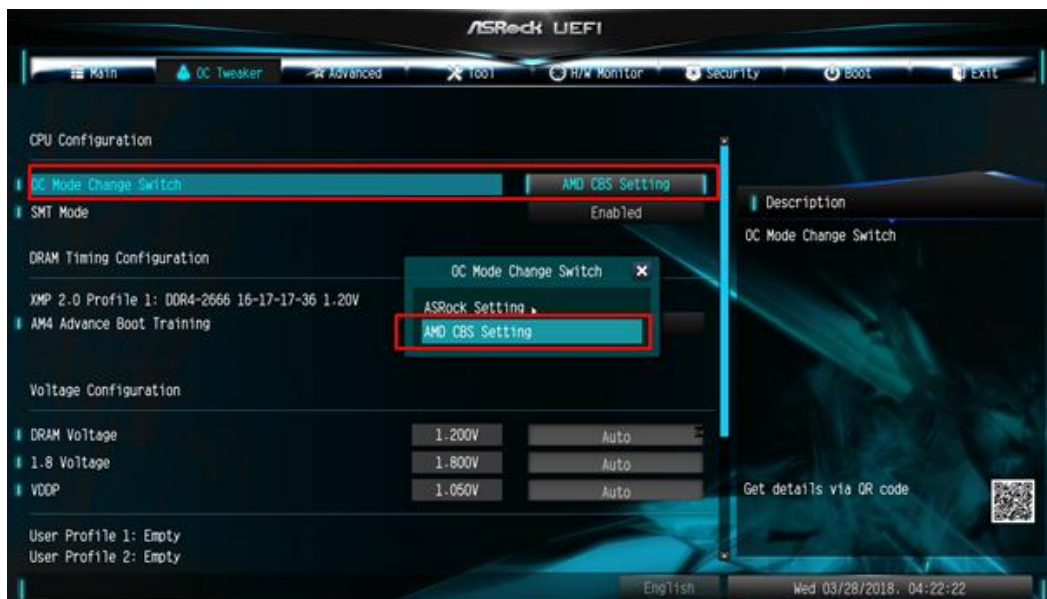 ASRock UEFI
Main OC Tweaker Advanced Tool H/W Monitor Security Boot Exit
CPU Configuration
OC Mode Change Switch AMD CBS Setting
SMT Mode Enabled
DRAM Timing Configuration
XMP 2.0 Profile 1: DDR4-2666 16-17-17-36 1.20V
AM4 Advance Boot Training
OC Mode Change Switch
ASRock Setting
AMD CBS Setting
Voltage Configuration
DRAM Voltage 1.200V Auto
1.8 Voltage 1.800V Auto
VDDP 1.050V Auto
User Profile 1: Empty
User Profile 2: Empty
Description
OC Mode Change Switch
Get details via QR code
English Wed 03/28/2018. 04:22:22